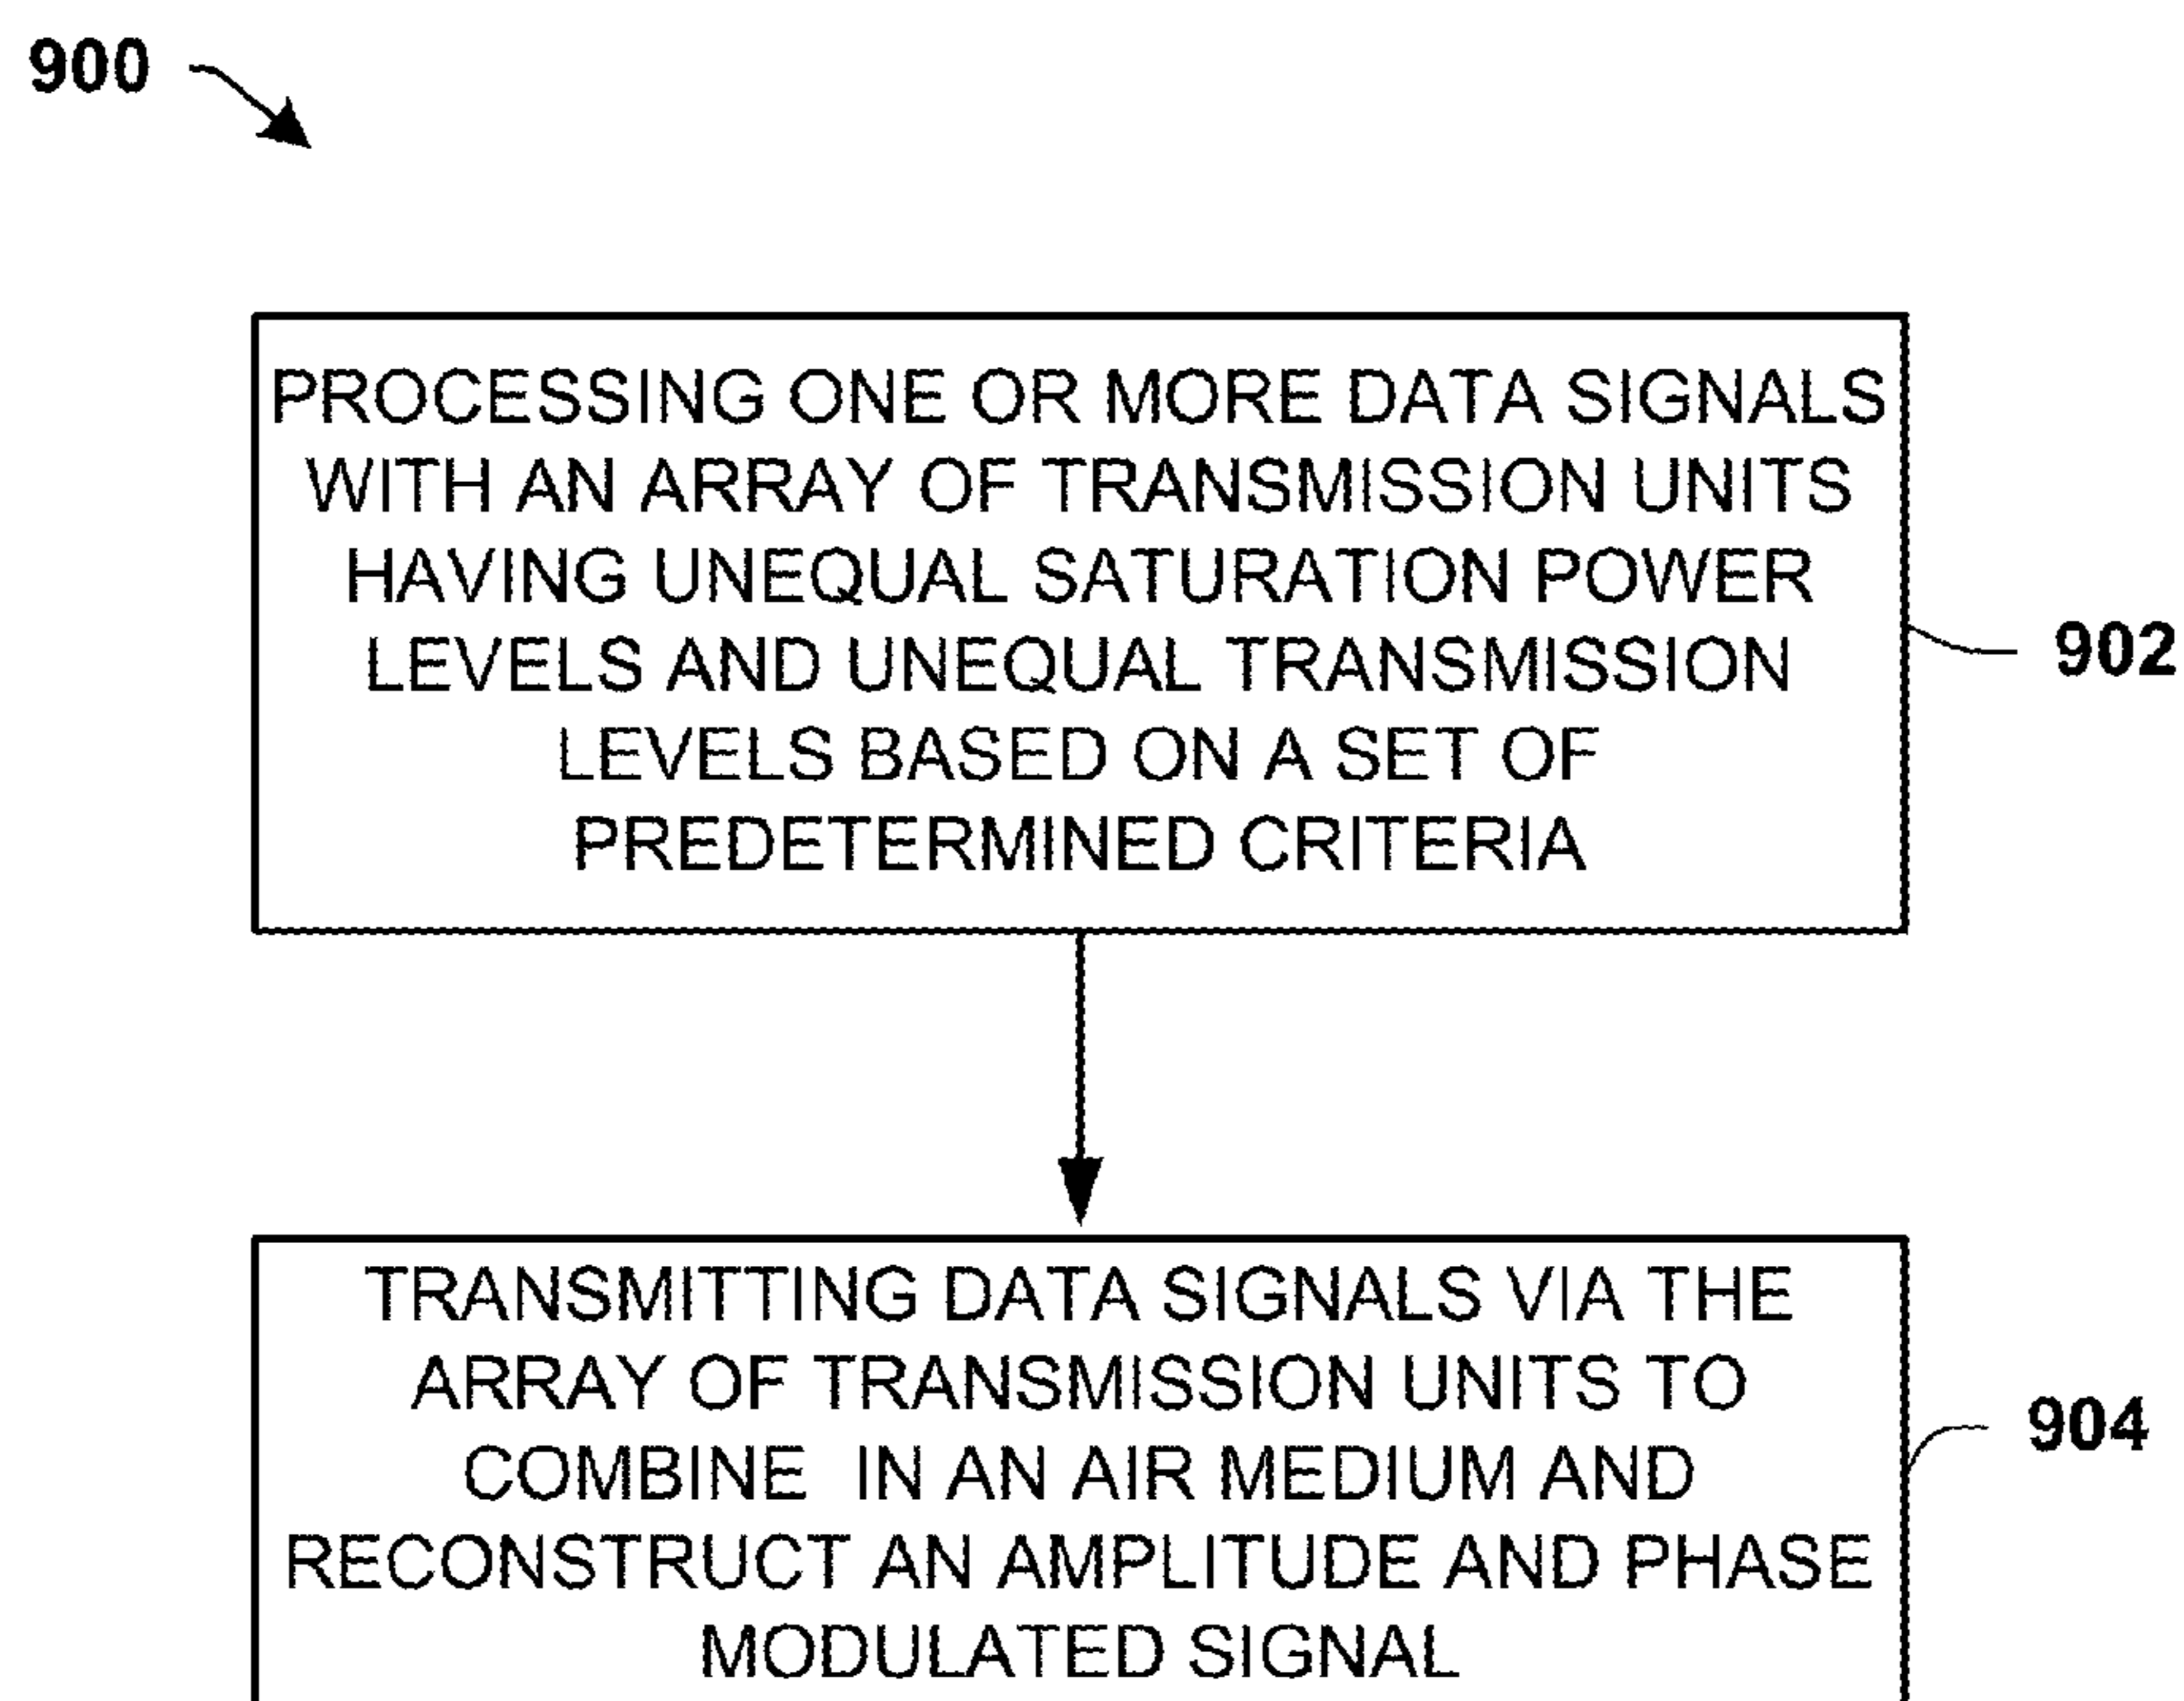 900
PROCESSING ONE OR MORE DATA SIGNALS
WITH AN ARRAY OF TRANSMISSION UNITS
HAVING UNEQUAL SATURATION POWER
LEVELS AND UNEQUAL TRANSMISSION
LEVELS BASED ON A SET OF
PREDETERMINED CRITERIA
902
TRANSMITTING DATA SIGNALS VIA THE
ARRAY OF TRANSMISSION UNITS TO
COMBINE IN AN AIR MEDIUM AND
RECONSTRUCT AN AMPLITUDE AND PHASE
MODULATED SIGNAL
904